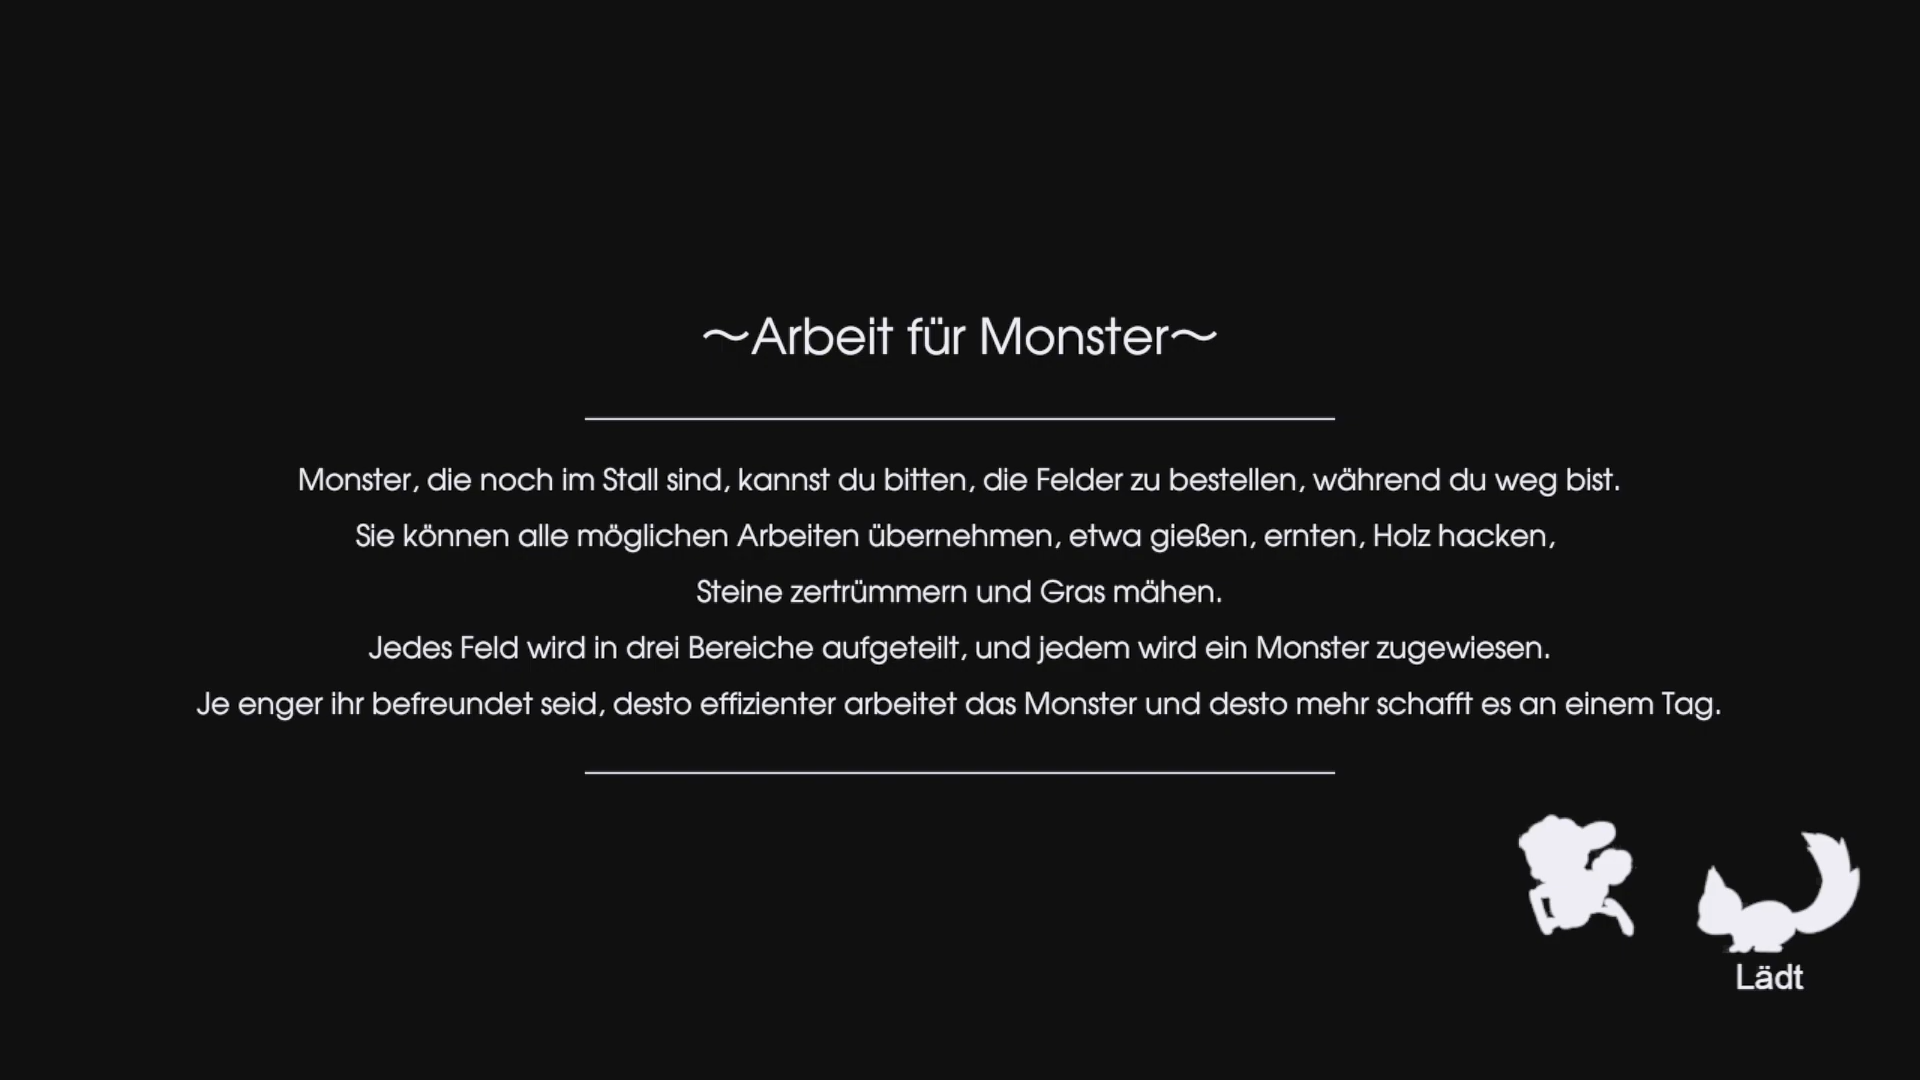 ～Arbeit für Monster～
Monster, die noch im Stall sind, kannst du bitten, die Felder zu bestellen, während du weg bist.
Sie können alle möglichen Arbeiten übernehmen, etwa gießen, ernten, Holz hacken,
Steine zertrümmern und Gras mähen.
Jedes Feld wird in drei Bereiche aufgeteilt, und jedem wird ein Monster zugewiesen.
Je enger ihr befreundet seid, desto effizienter arbeitet das Monster und desto mehr schafft es an einem Tag.
Lädt